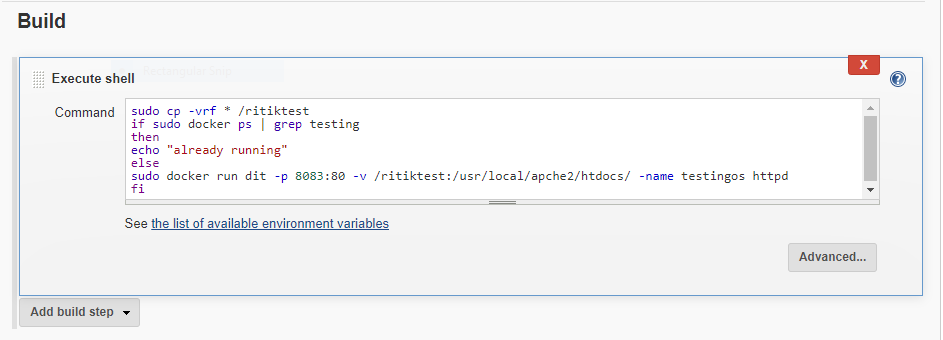 Build
X
Execute shell
Command
sudo cp -vrf * /ritiktest
if sudo docker ps | grep testing
then
echo "already running"
else
sudo docker run dit -p 8083:80 -v /ritiktest:/usr/local/apche2/htdocs/ -name testingos httpd
fi
See the list of available environment variables
Advanced...
Add build step